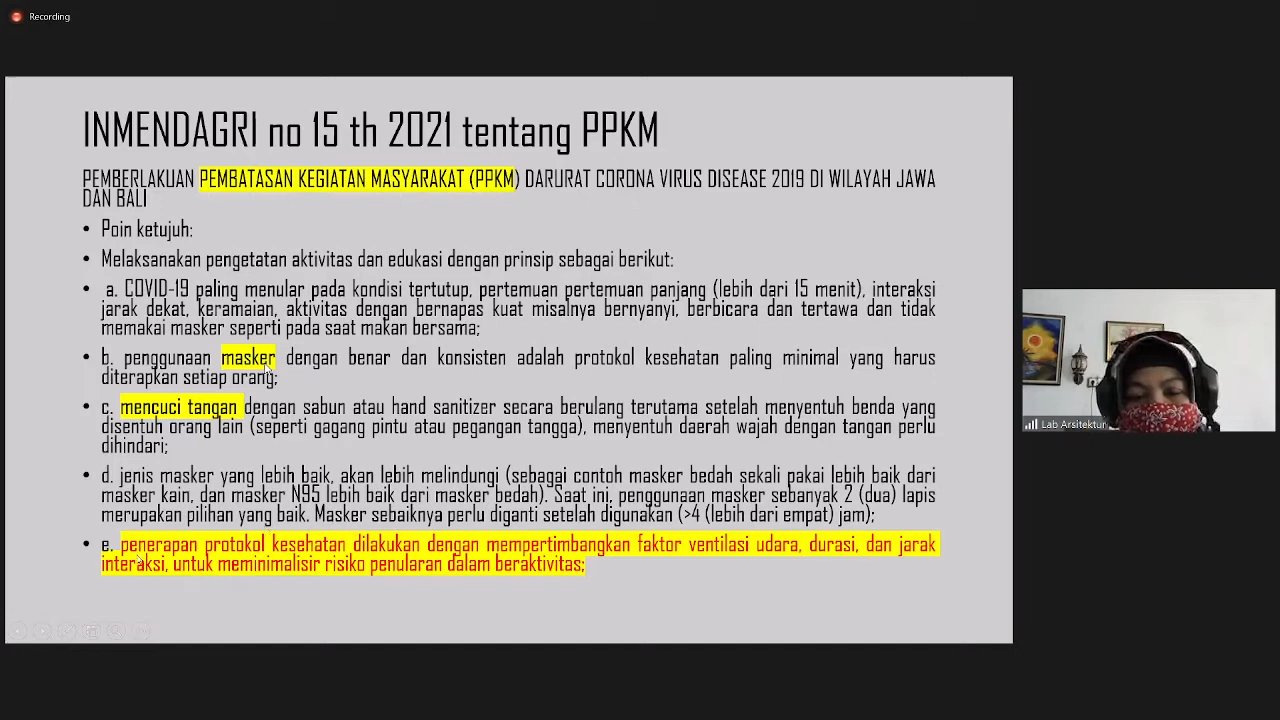 Recording
INMENDAGRI no 15 th 2021 tentang PPKM
PEMBERLAKUAN PEMBATASAN KEGIATAN MASYARAKAT (PPKM) DARURAT CORONA VIRUS DISEASE 2019 DI WILAYAH JAWA
DAN BALI
• Poin ketujuh:
• Melaksanakan pengetatan aktivitas dan edukasi dengan prinsip sebagai berikut:
• a. COVID-19 paling menular pada kondisi tertutup, pertemuan pertemuan panjang (lebih dari 15 menit), interaksi
jarak dekat, keramaian, aktivitas dengan bernapas kuat misalnya bernyanyi, berbicara dan tertawa dan tidak
memakai masker seperti pada saat makan bersama;
• b. penggunaan masker dengan benar dan konsisten adalah protokol kesehatan paling minimal yang harus
diterapkan setiap orang;
• c. mencuci tangan dengan sabun atau hand sanitizer secara berulang terutama setelah menyentuh benda yang
disentuh orang lain (seperti gagang pintu atau pegangan tangga), menyentuh daerah wajah dengan tangan perlu
dihindari;
• d. jenis masker yang lebih baik, akan lebih melindungi (sebagai contoh masker bedah sekali pakai lebih baik dari
masker kain, dan masker N95 lebih baik dari masker bedah). Saat ini, penggunaan masker sebanyak 2 (dua) lapis
merupakan pilihan yang baik. Masker sebaiknya perlu diganti setelah digunakan (>4 (lebih dari empat) jam);
• e. penerapan protokol kesehatan dilakukan dengan mempertimbangkan faktor ventilasi udara, durasi, dan jarak
interaksi, untuk meminimalisir risiko penularan dalam beraktivitas;
Lab Arsitektur